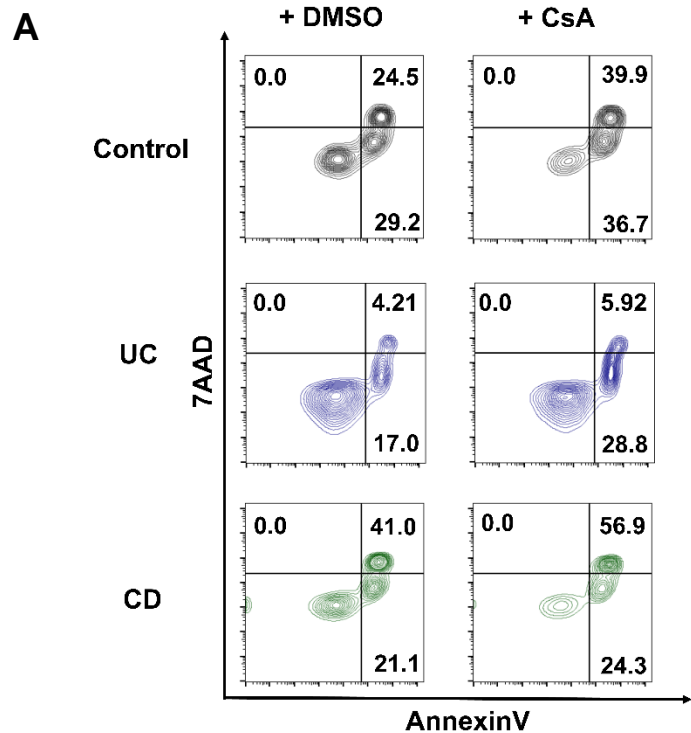 A
+ DMSO
+ CsA
Control
0.0
24.5
29.2
0.0
39.9
36.7
UC
0.0
4.21
17.0
0.0
5.92
28.8
7AAD
CD
0.0
41.0
21.1
0.0
56.9
24.3
AnnexinV